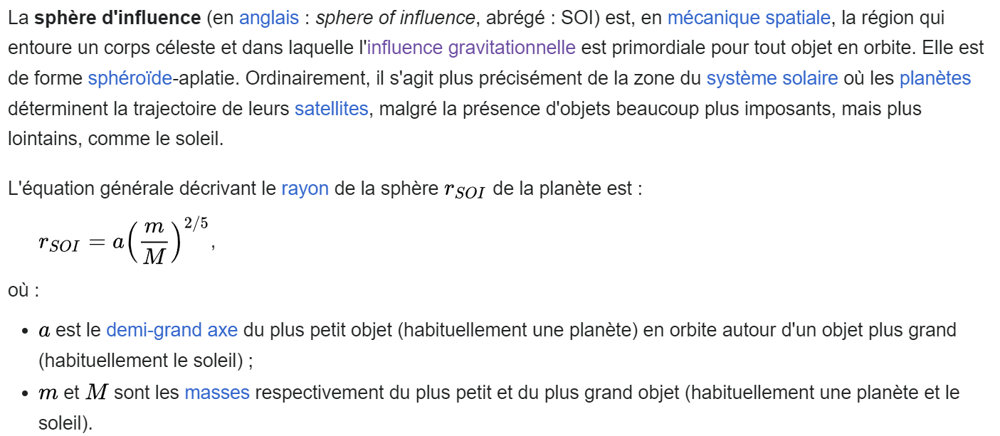 La sphère d'influence (en anglais : sphere of influence, abrégé : SOI) est, en mécanique spatiale, la région qui
entoure un corps céleste et dans laquelle l'influence gravitationnelle est primordiale pour tout objet en orbite. Elle est
de forme sphéroïde-aplatie. Ordinairement, il s'agit plus précisément de la zone du système solaire où les planètes
déterminent la trajectoire de leurs satellites, malgré la présence d'objets beaucoup plus imposants, mais plus
lointains, comme le soleil.
L'équation générale décrivant le rayon de la sphère r_{SOI} de la planète est :
r_{SOI} = a(\frac{m}{M})^{2/5},
où :
• a est le demi-grand axe du plus petit objet (habituellement une planète) en orbite autour d'un objet plus grand
(habituellement le soleil) ;
• m et M sont les masses respectivement du plus petit et du plus grand objet (habituellement une planète et le
soleil).